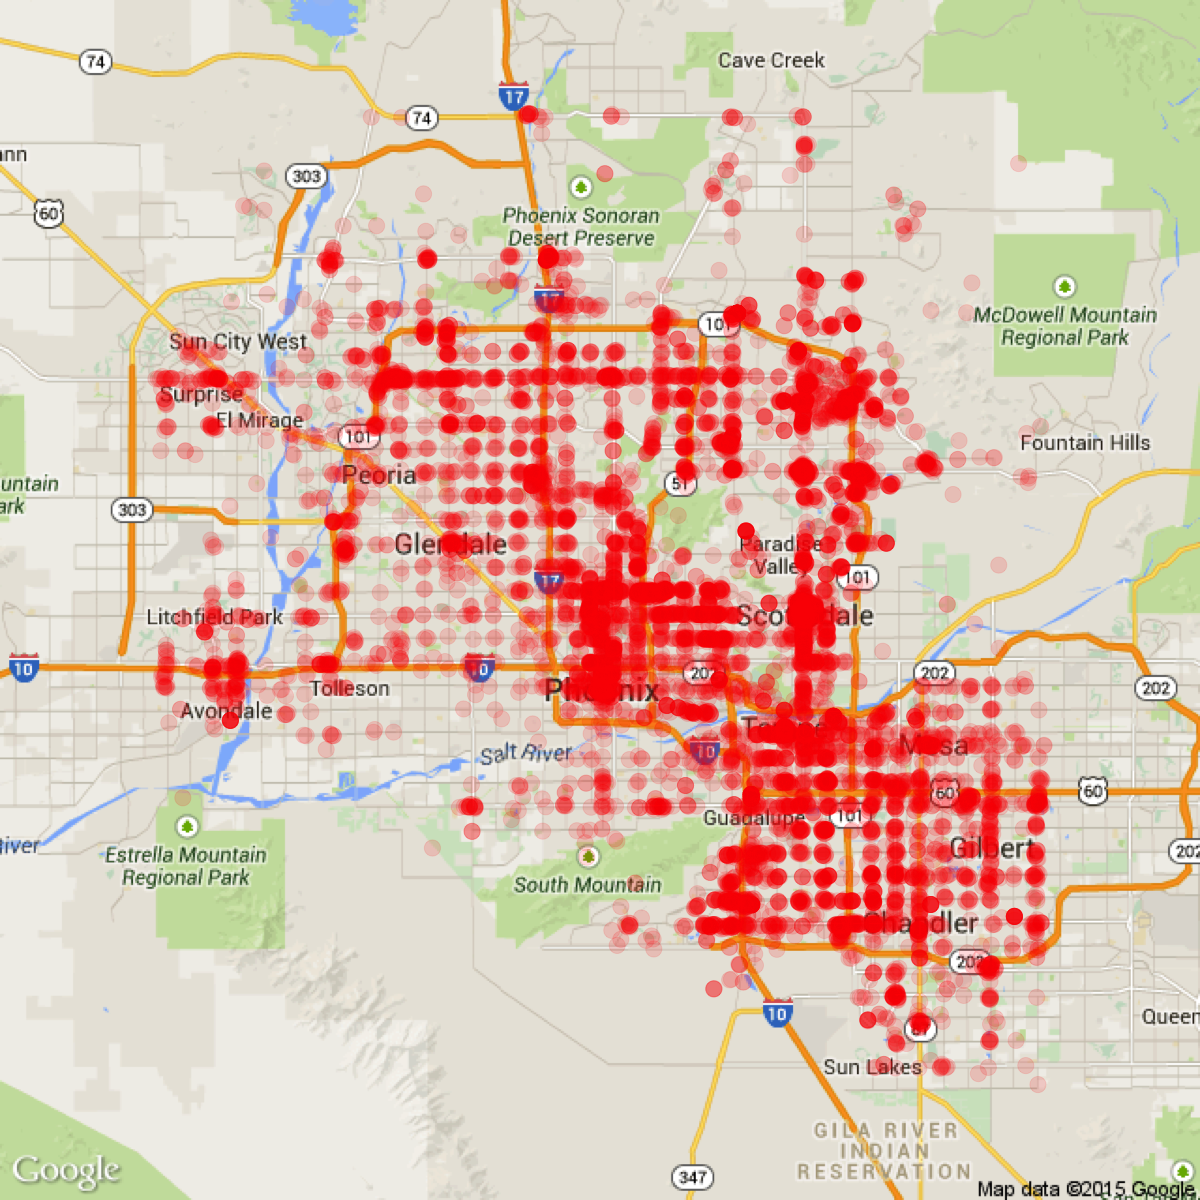 Cave Creek
74
17
74
ann
303
60
Phoenix Sonoran
Desert Preserve
McDowell Mountain
Regional Park
17
101
Sun City West
Surprise
El Mirage
101
Fountain Hills
Peoria
untain
ark
51
303
Glendale
Paradise
Valle
17
101
Litchfield Park
Scottsdale
10
10
202
202
202
Tolleson
Phoenix
Avondale
Tempe
Mesa
Salt River
10
60
60
Guadalupe
101
River
202
Estrella Mountain
Regional Park
Gilbert
South Mountain
Chandler
202
10
Queen
87
Sun Lakes
GILA RIVER
INDIAN
RESERVATION
347
Google
Map data ©2015 Google